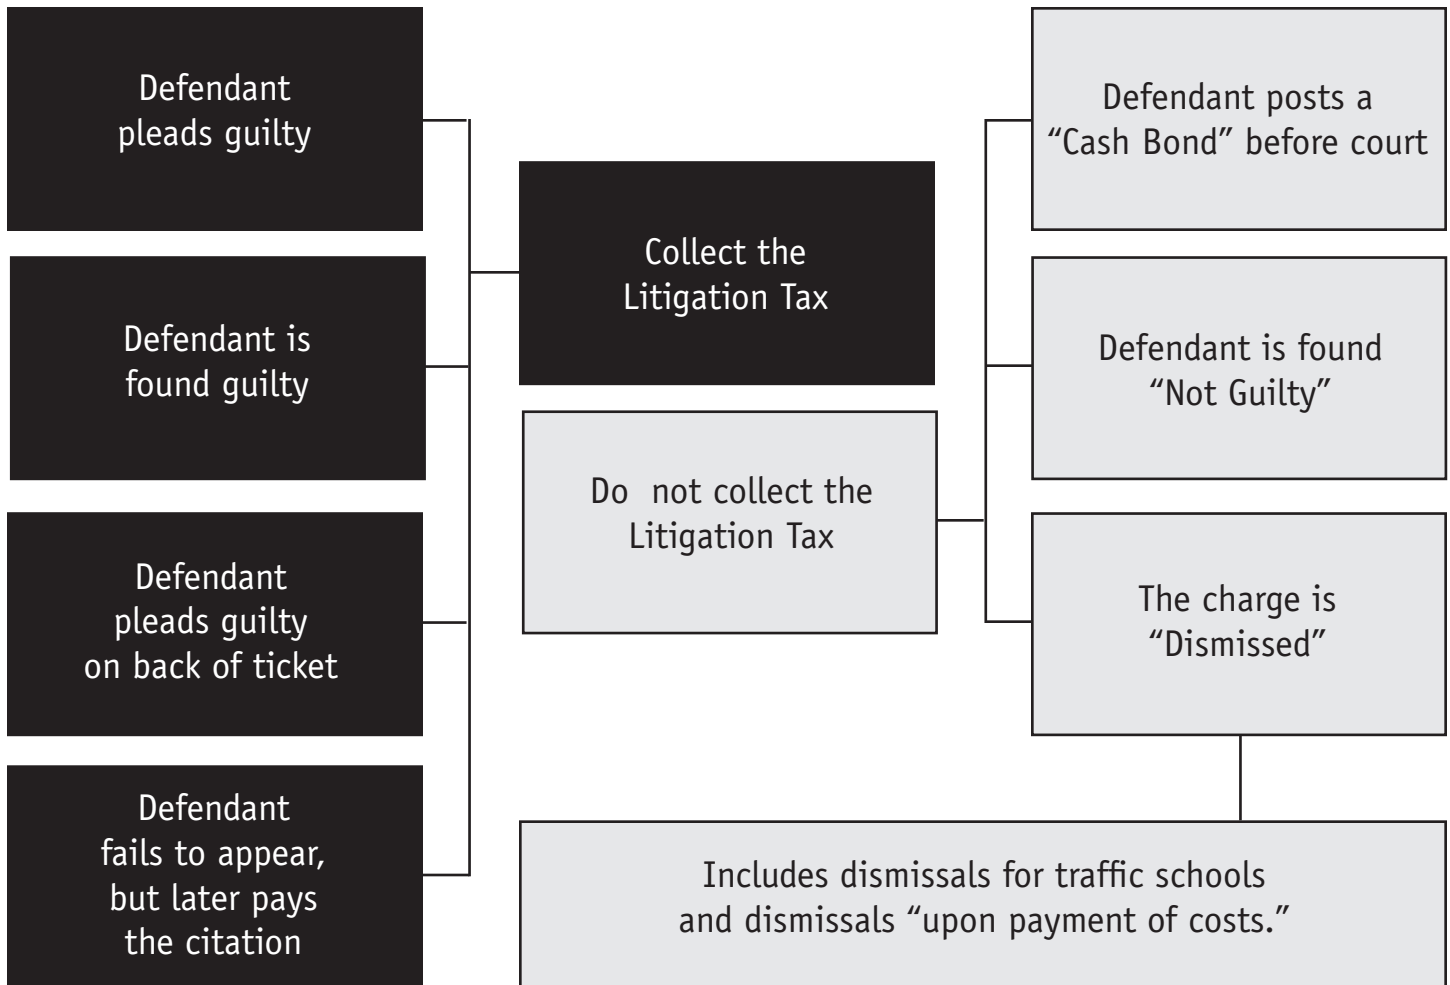 Defendant
pleads guilty
Defendant is
found guilty
Defendant
pleads guilty
on back of ticket
Defendant
fails to appear,
but later pays
the citation
Collect the
Litigation Tax
Do  not collect the
Litigation Tax
Defendant posts a
“Cash Bond” before court
Defendant is found
“Not Guilty”
The charge is
“Dismissed”
Includes dismissals for traffic schools
and dismissals “upon payment of costs.”